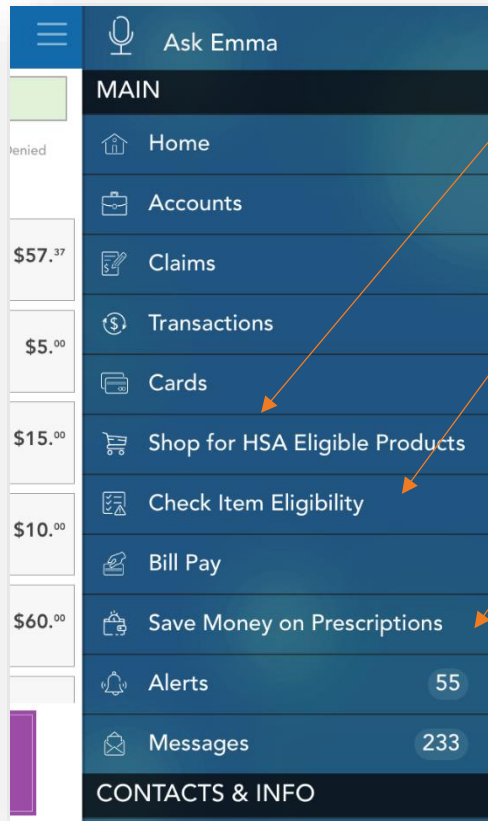 Ask Emma
MAIN
Home
Denied
Accounts
$57.37
Claims
Transactions
$5.00
Cards
$15.00
Shop for HSA Eligible Products
Check Item Eligibility
$10.00
Bill Pay
$60.00
Save Money on Prescriptions
Alerts 55
Messages 233
CONTACTS & INFO